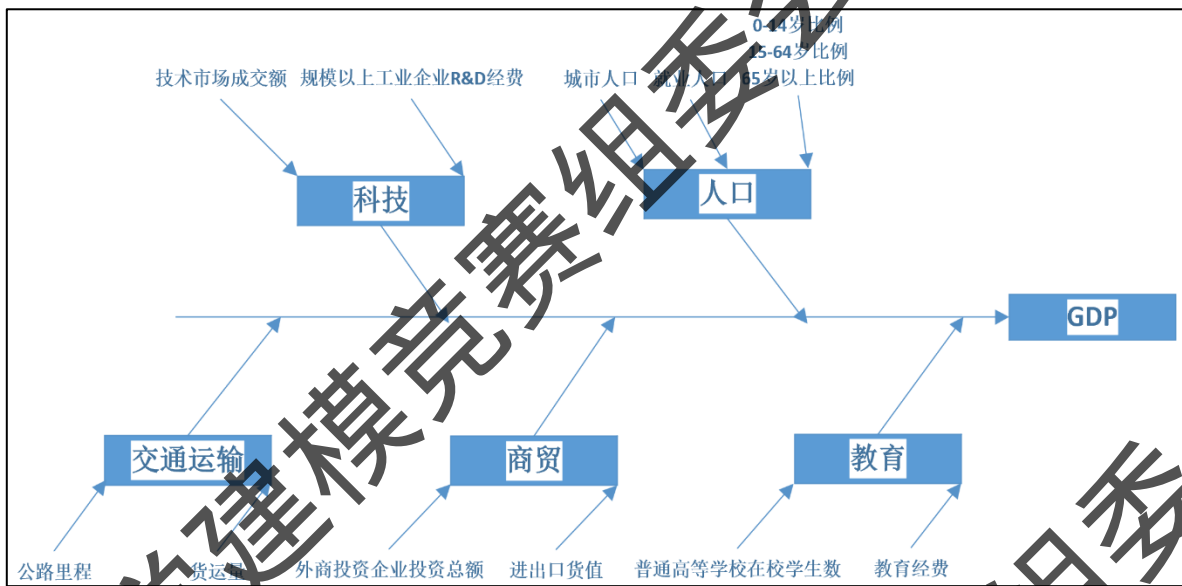 0-14岁比例
15-64岁比例
技术市场成交额 规模以上工业企业R&D经费 城市人口 就业人口 65岁以上比例
科技 人口
GDP
交通运输 商贸 教育
公路里程 货运量 外商投资企业投资总额 进出口货值 普通高等学校在校学生数 教育经费
建模竞赛组委
组委